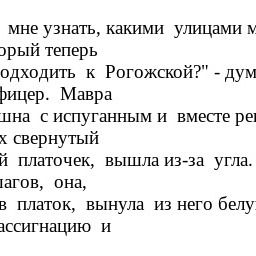 мне узнать, какими улицами м
орый теперь
одходить к Рогожской?" - дум
фицер. Мавра
шна с испуганным и вместе ре
х свернутый
й платочек, вышла из-за угла.
агов, она,
в платок, вынула из него белу
ассигнацию и